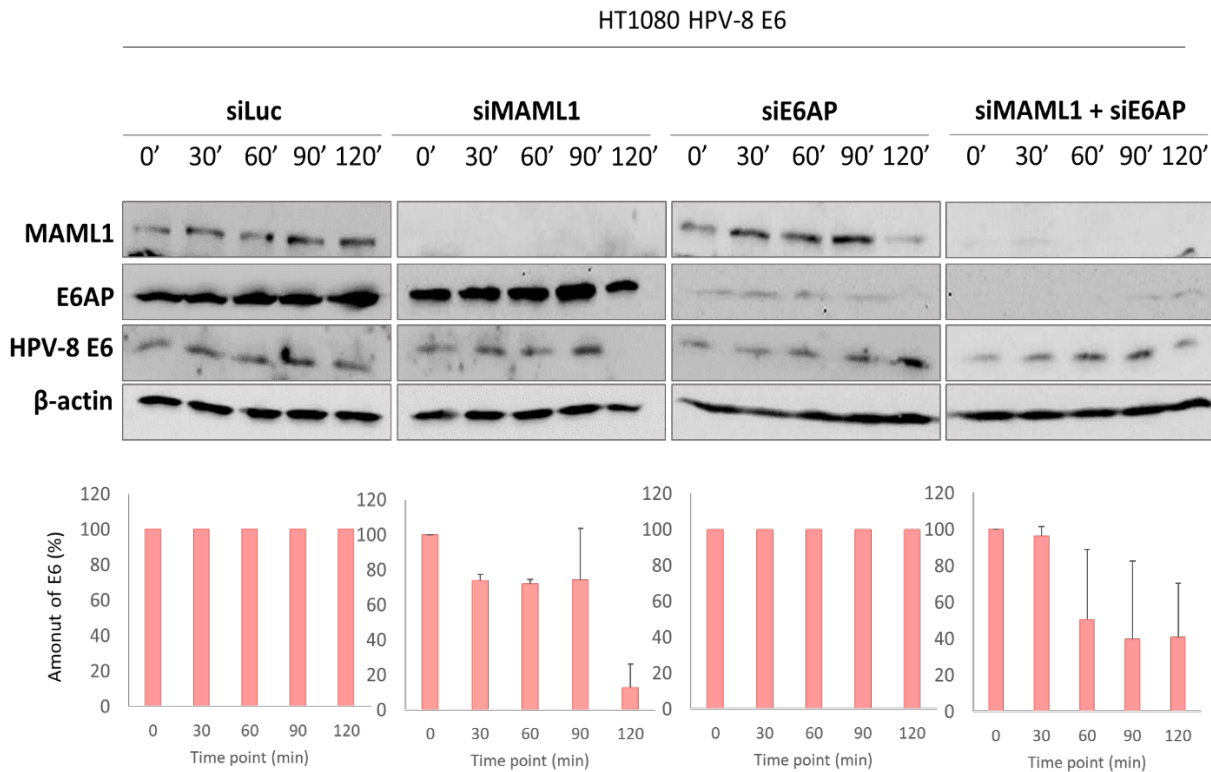 HT1080 HPV-8 E6
siLuc siMAML1 siE6AP siMAML1 + siE6AP
0’ 30’ 60’ 90’ 120’ 0’ 30’ 60’ 90’ 120’ 0’ 30’ 60’ 90’ 120’ 0’ 30’ 60’ 90’ 120’
MAML1
E6AP
HPV-8 E6
β-actin
Amonut of E6 (%)
120
100
80
60
40
20
0
0 30 60 90 120
Time point (min)
120
100
80
60
40
20
0
0 30 60 90 120
Time point (min)
120
100
80
60
40
20
0
0 30 60 90 120
Time point (min)
120
100
80
60
40
20
0
0 30 60 90 120
Time point (min)